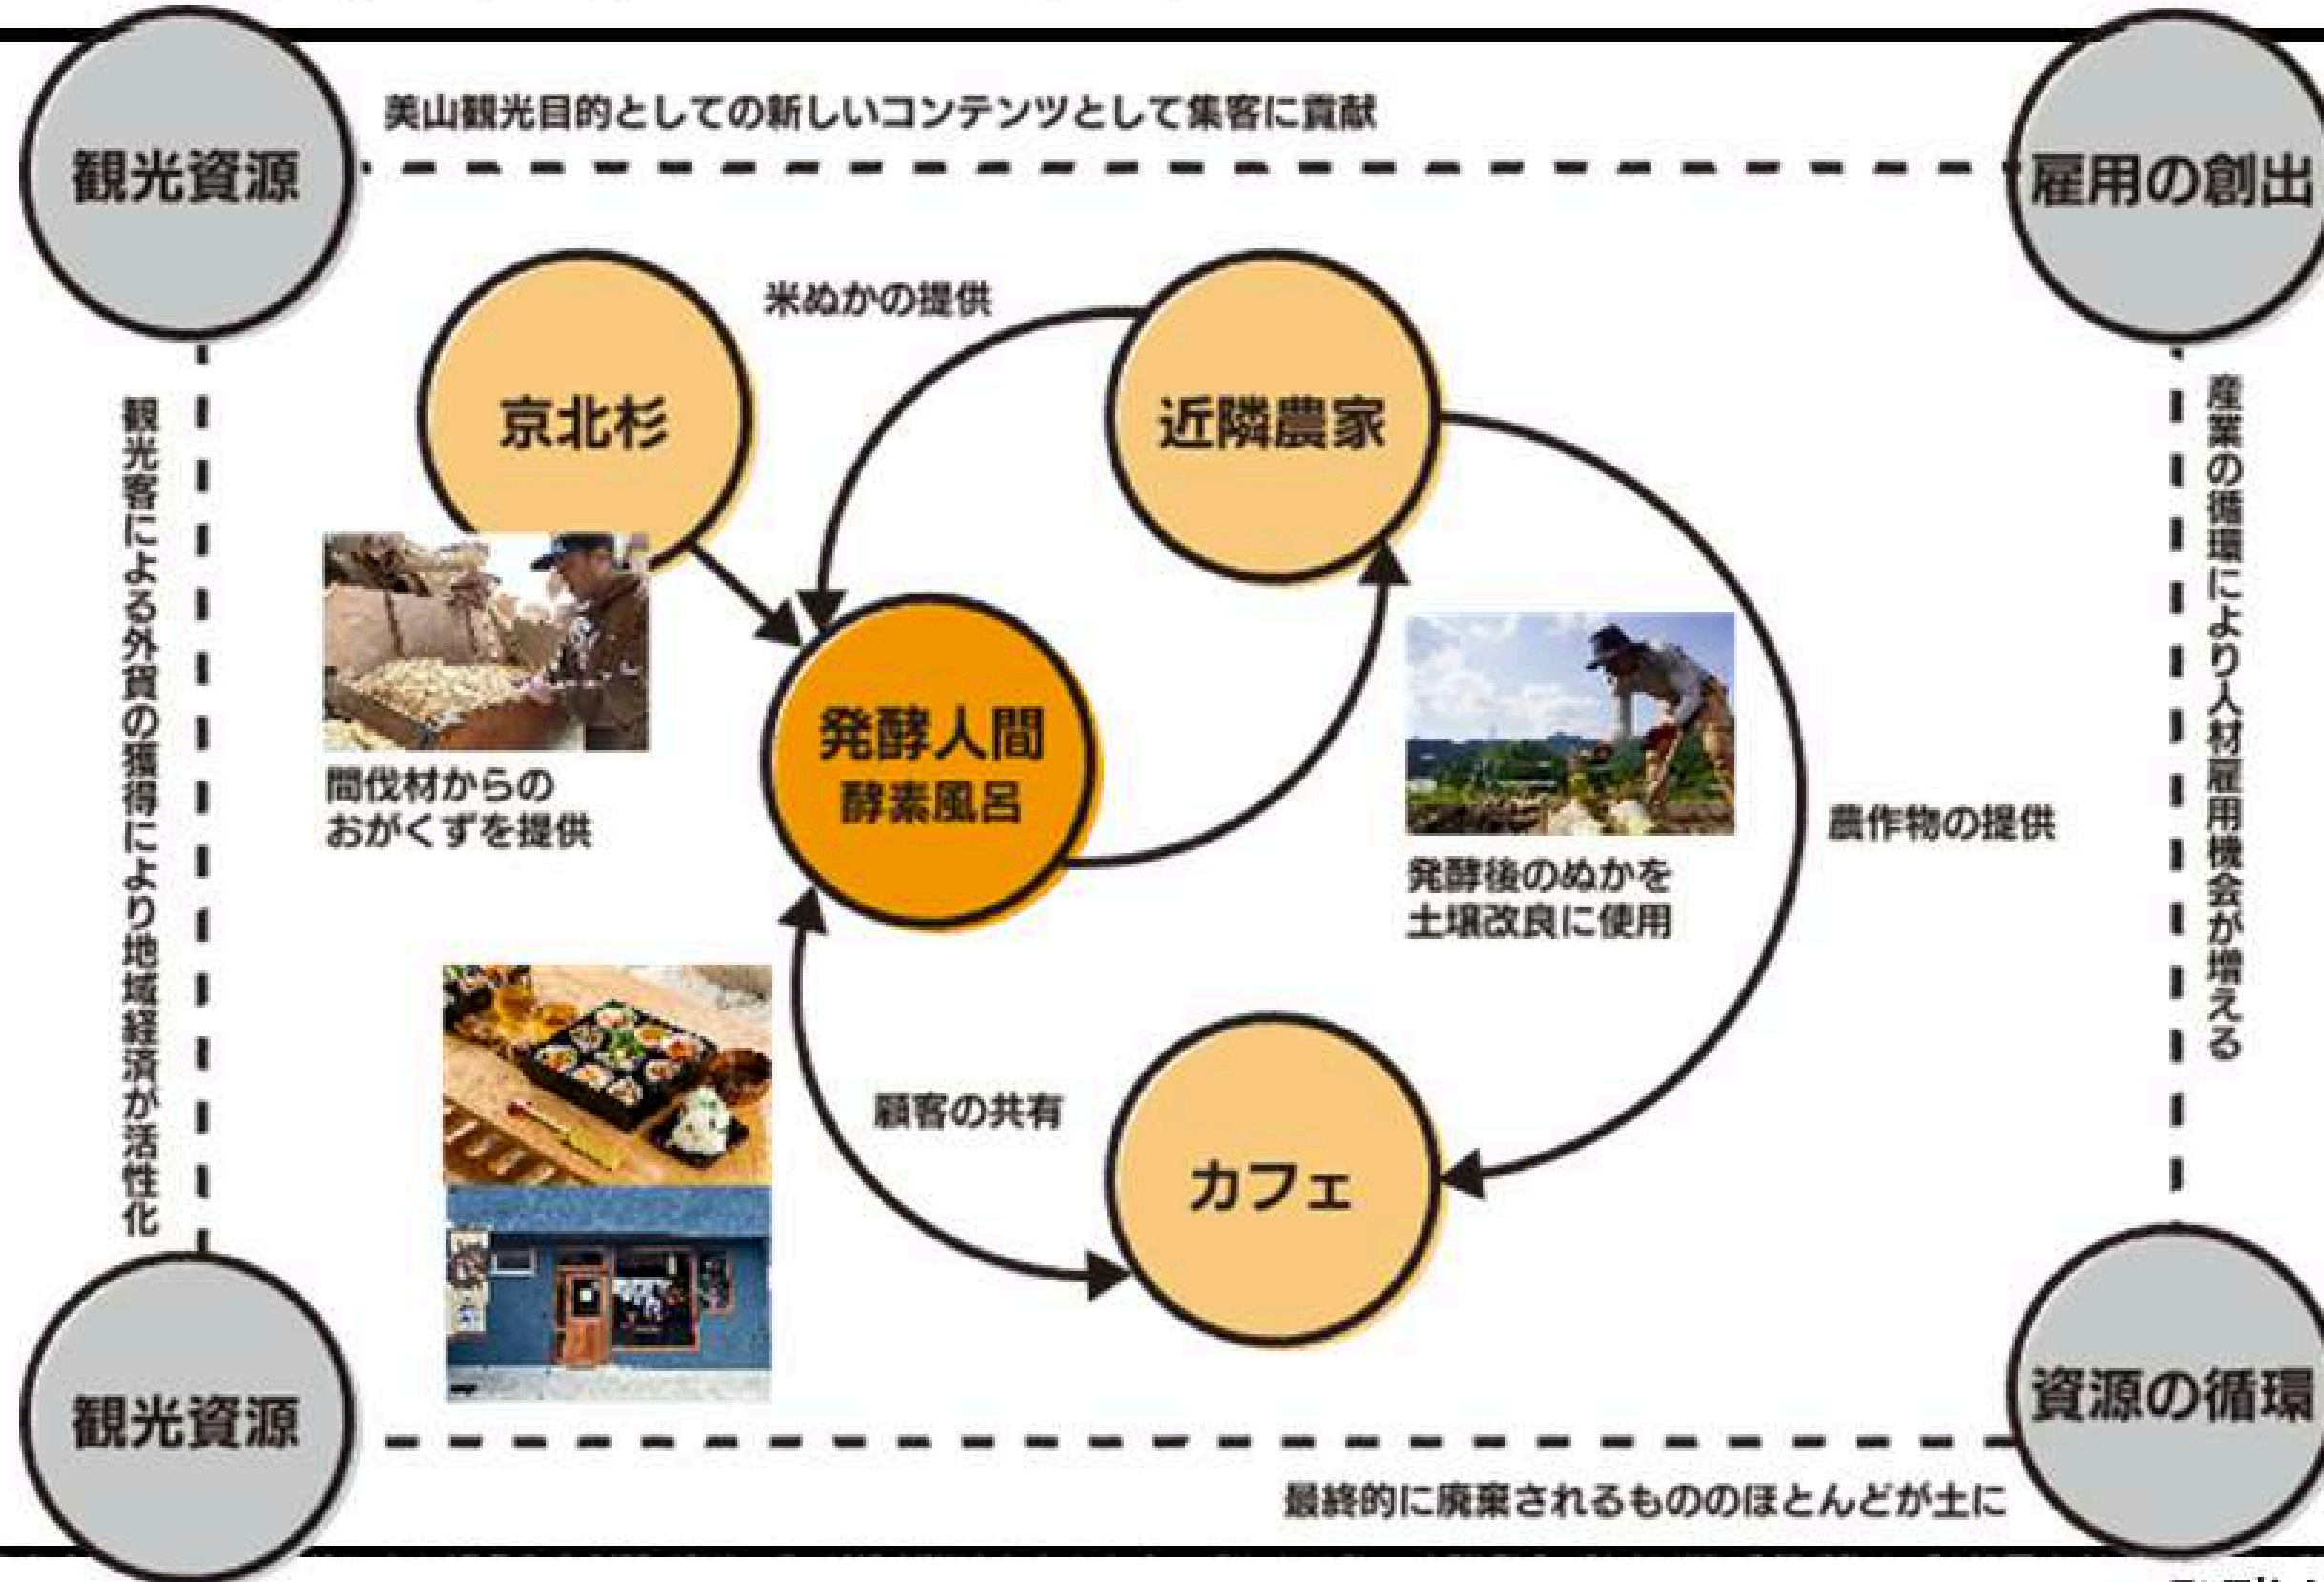 観光資源
美山観光目的としての新しいコンテンツとして集客に貢献
雇用の創出
京北杉
米ぬかの提供
近隣農家
観光客による外貨の獲得により地域経済が活性化
産業の循環により人材雇用機会が増える
間伐材からの
おがくずを提供
発酵人間
酵素風呂
発酵後のぬかを
土壌改良に使用
農作物の提供
顧客の共有
カフェ
観光資源
資源の循環
最終的に廃棄されるもののほとんどが土に